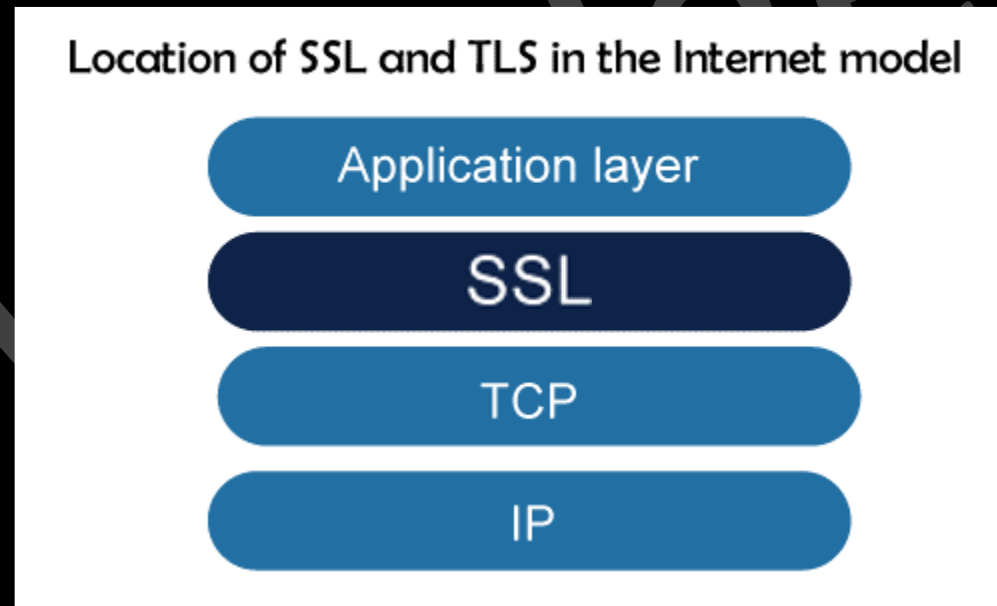 Location of SSL and TLS in the Internet model
Application layer
SSL
TCP
IP